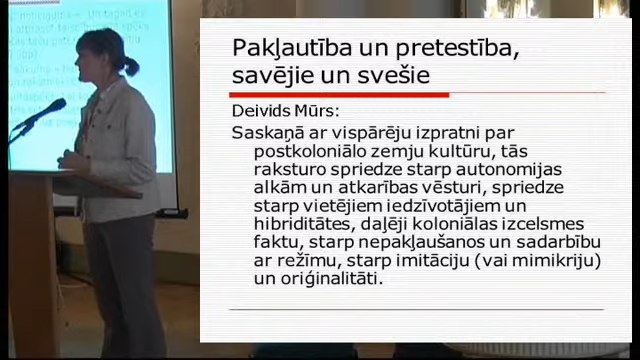 Pakļautība un pretestība,
savējie un svešie
Deivids Mūrs:
Saskaņā ar vispārēju izpratni par
postkoloniālo zemju kultūru, tās
raksturo spriedze starp autonomijas
alkām un atkarības vēsturi, spriedze
starp vietējiem iedzīvotājiem un
hibriditātes, daļēji koloniālas izcelsmes
faktu, starp nepakļaušanos un sadarbību
ar režīmu, starp imitāciju (vai mimikriju)
un oriģinalitāti.